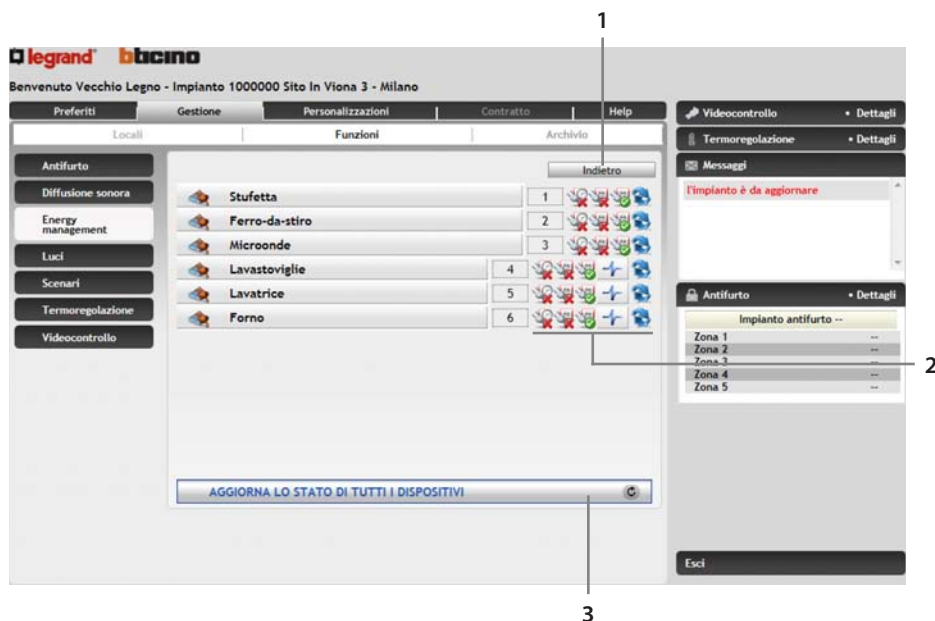 1
legrand bticino
Benvenuto Vecchio Legno - Impianto 1000000 Sito In Viona 3 - Milano
Preferiti Gestione Personalizzazioni Contratto Help
Locali Funzioni Archivio
Videocontrollo • Dettagli
Termoregolazione • Dettagli
Messaggi
l'impianto è da aggiornare
Antifurto
Diffusione sonora
Energy
management
Luci
Scenari
Termoregolazione
Videocontrollo
Indietro
Stufetta 1
Ferro-da-stiro 2
Microonde 3
Lavastoviglie 4
Lavatrice 5
Forno 6
Antifurto • Dettagli
Impianto antifurto --
Zona 1 --
Zona 2 --
Zona 3 --
Zona 4 --
Zona 5 --
2
AGGIORNA LO STATO DI TUTTI I DISPOSITIVI
Esci
3